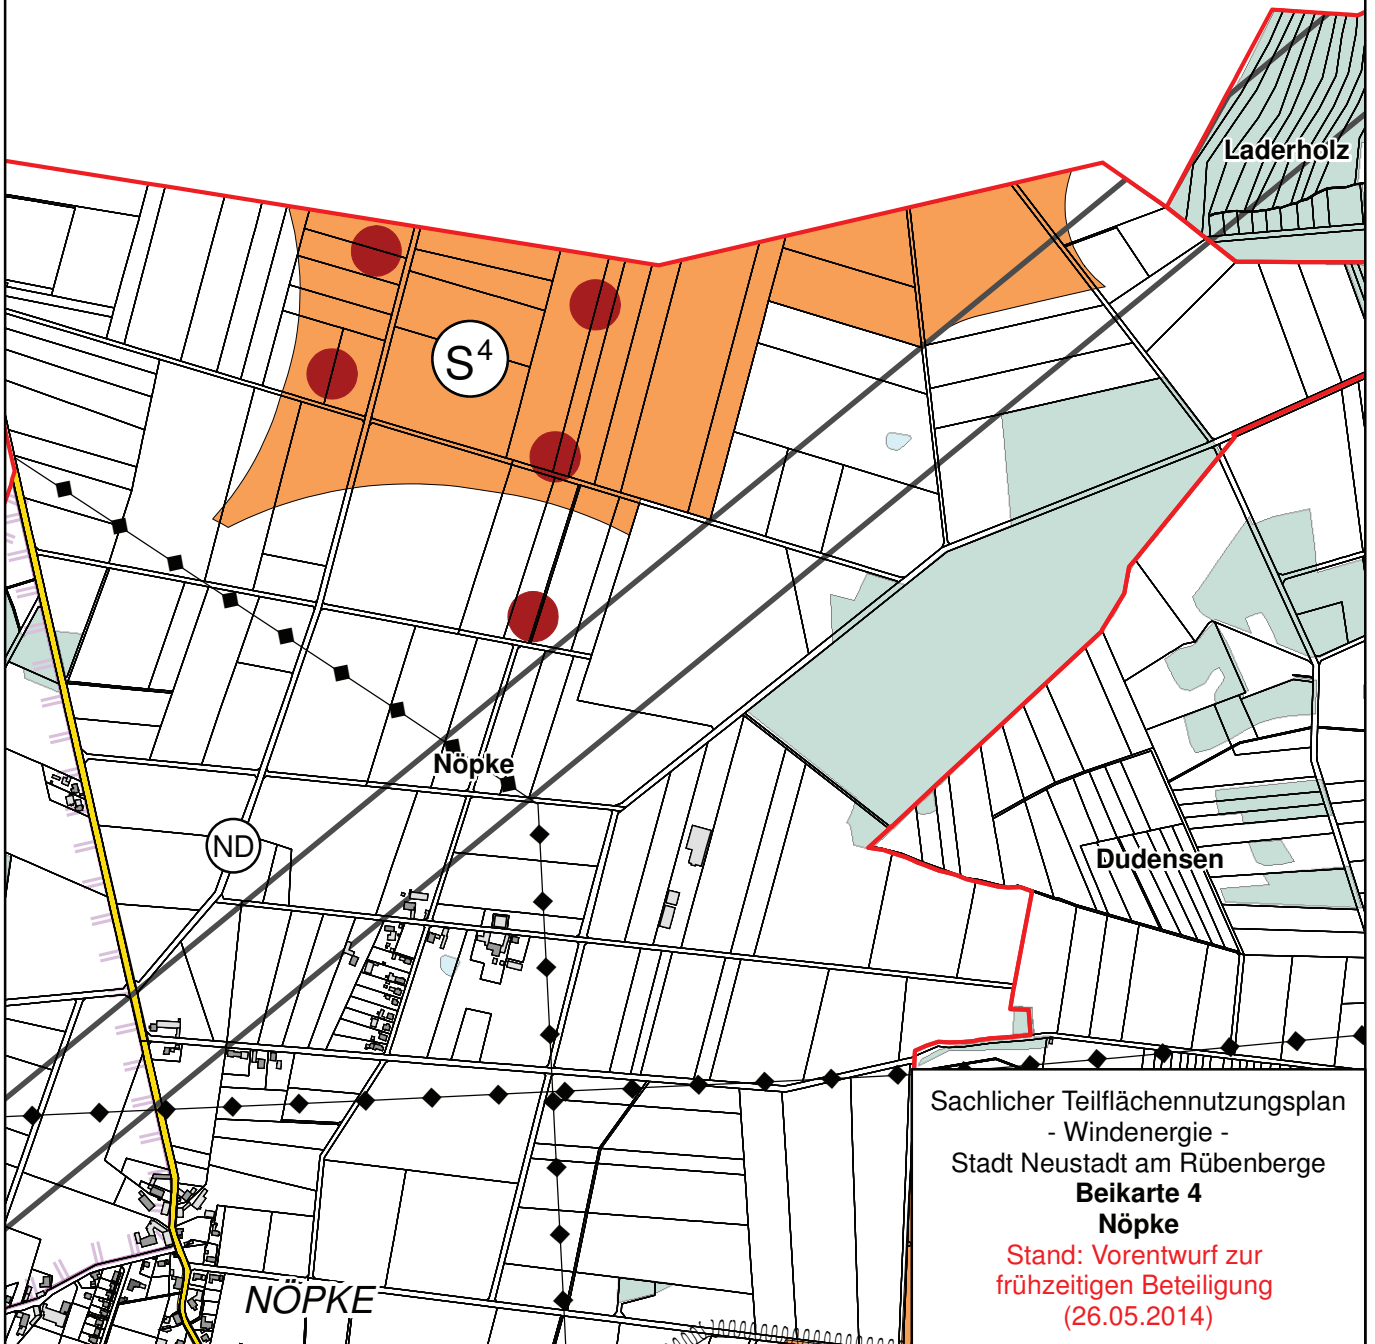 Laderholz
S⁴
Nöpke
ND
Dudensen
NÖPKE
Sachlicher Teilflächennutzungsplan
- Windenergie -
Stadt Neustadt am Rübenberge
Beikarte 4
Nöpke
Stand: Vorentwurf zur
frühzeitigen Beteiligung
(26.05.2014)